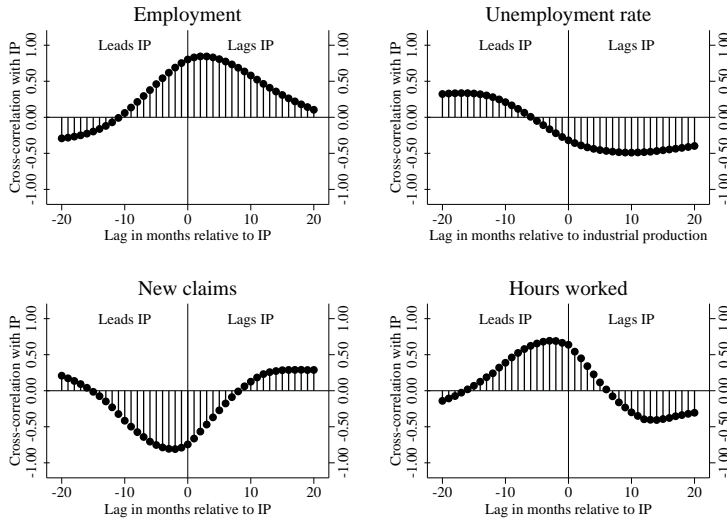 Employment
Leads IP
Lags IP
Cross-correlation with IP
-1.00 -0.50 0.00 0.50 1.00
-1.00 -0.50 0.00 0.50 1.00
-20 -10 0 10 20
Lag in months relative to IP
Unemployment rate
Leads IP
Lags IP
Cross-correlation with IP
-1.00 -0.50 0.00 0.50 1.00
-1.00 -0.50 0.00 0.50 1.00
-20 -10 0 10 20
Lag in months relative to industrial production
New claims
Leads IP
Lags IP
Cross-correlation with IP
-1.00 -0.50 0.00 0.50 1.00
-1.00 -0.50 0.00 0.50 1.00
-20 -10 0 10 20
Lag in months relative to IP
Hours worked
Leads IP
Lags IP
Cross-correlation with IP
-1.00 -0.50 0.00 0.50 1.00
-1.00 -0.50 0.00 0.50 1.00
-20 -10 0 10 20
Lag in months relative to IP